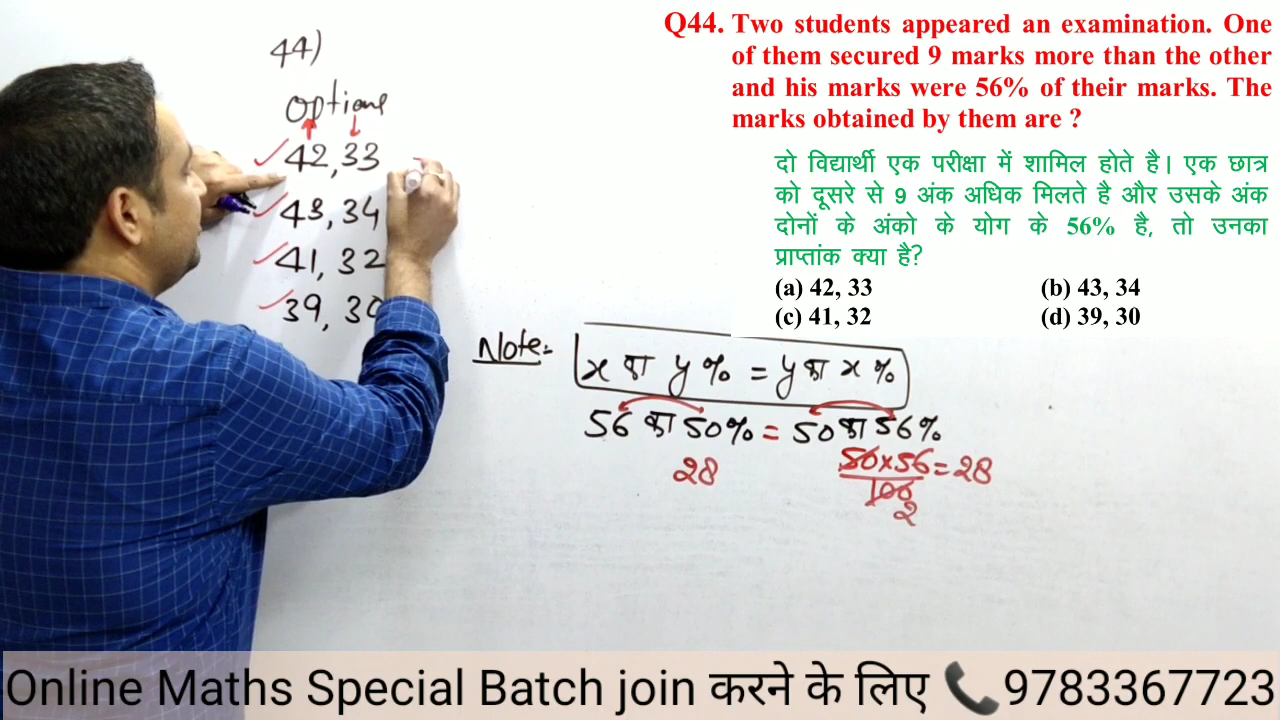 44)
Options
42, 33
43, 34
41, 32
39, 30
Q44. Two students appeared an examination. One
of them secured 9 marks more than the other
and his marks were 56% of their marks. The
marks obtained by them are ?
दो विद्यार्थी एक परीक्षा में शामिल होते है। एक छात्र
को दूसरे से 9 अंक अधिक मिलते है और उसके अंक
दोनों के अंको के योग के 56% है, तो उनका
प्राप्तांक क्या है?
(a) 42, 33 (b) 43, 34
(c) 41, 32 (d) 39, 30
Note:- x का y % = y का x %
56 का 50% = 50 का 56%
28
50x56 = 28
100
2
Online Maths Special Batch join करने के लिए 📞9783367723